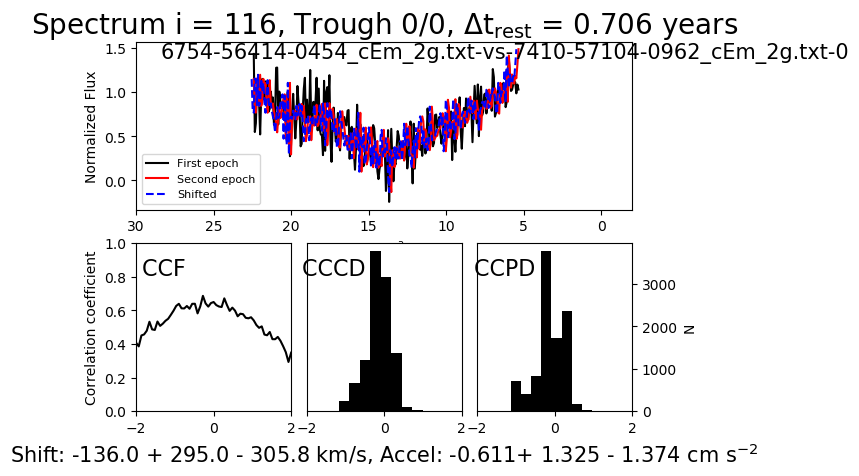 Spectrum i = 116, Trough 0/0, Δt_rest = 0.706 years
6754-56414-0454_cEm_2g.txt-vs-7410-57104-0962_cEm_2g.txt-0
1.5
1.0
0.5
0.0
Normalized Flux
First epoch
Second epoch
Shifted
30 25 20 15 10 5 0
1.0
0.8
0.6
0.4
0.2
0.0
Correlation coefficient
CCF
CCCD
CCPD
3000
2000
1000
0
N
−2 0 2
−2 0 2
−2 0 2
Shift: -136.0 + 295.0 - 305.8 km/s, Accel: -0.611+ 1.325 - 1.374 cm s⁻²